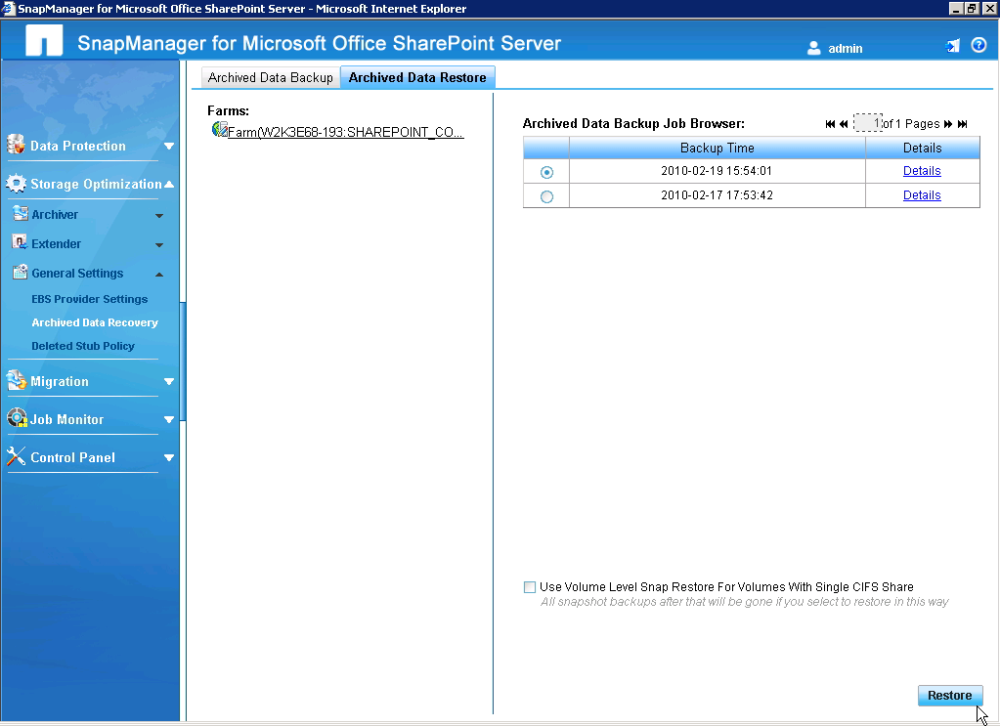 SnapManager for Microsoft Office SharePoint Server - Microsoft Internet Explorer
SnapManager for Microsoft Office SharePoint Server
admin
Archived Data Backup
Archived Data Restore
Data Protection
Storage Optimization
Archiver
Extender
General Settings
EBS Provider Settings
Archived Data Recovery
Deleted Stub Policy
Migration
Job Monitor
Control Panel
Farms:
Farm(W2K3E68-193:SHAREPOINT_CO...
Archived Data Backup Job Browser:
1 of 1 Pages
Backup Time Details
2010-02-19 15:54:01 Details
2010-02-17 17:53:42 Details
Use Volume Level Snap Restore For Volumes With Single CIFS Share
All snapshot backups after that will be gone if you select to restore in this way
Restore